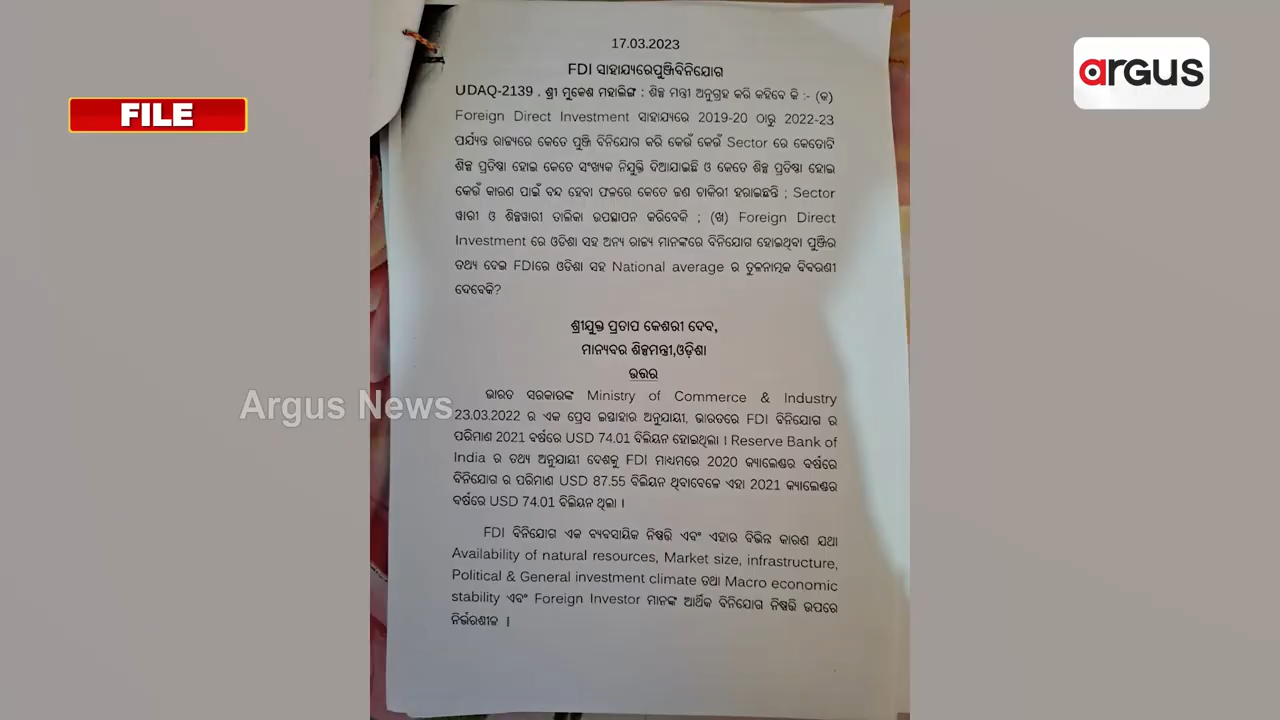 17.03.2023
FDI ସାହାଯ୍ୟରେପୁଞ୍ଜିବିନିଯୋଗ
UDAQ-2139 . ଶ୍ରୀ ମୁକେଶ ମହାଲିଙ୍ଗ : ଶିଳ୍ପ ମନ୍ତ୍ରୀ ଅନୁଗ୍ରହ କରି କହିବେ କି :- (କ)
Foreign Direct Investment ସାହାଯ୍ୟରେ 2019-20 ଠାରୁ 2022-23
ପର୍ଯ୍ୟନ୍ତ ରାଜ୍ୟରେ କେତେ ପୁଞ୍ଜି ବିନିଯୋଗ କରି କେଉଁ କେଉଁ Sector ରେ କେତୋଟି
ଶିଳ୍ପ ପ୍ରତିଷ୍ଠା ହୋଇ କେତେ ସଂଖ୍ୟକ ନିଯୁକ୍ତି ଦିଆଯାଇଛି ଓ କେତେ ଶିଳ୍ପ ପ୍ରତିଷ୍ଠା ହୋଇ
କେଉଁ କାରଣ ପାଇଁ ବନ୍ଦ ହେବା ଫଳରେ କେତେ ଜଣ ଚାକିରୀ ହରାଇଛନ୍ତି ; Sector
ୱାରୀ ଓ ଶିଳ୍ପୱାରୀ ତାଲିକା ଉପସ୍ଥାପନ କରିବେକି ; (ଖ) Foreign Direct
Investment ରେ ଓଡିଶା ସହ ଅନ୍ୟ ରାଜ୍ୟ ମାନଙ୍କରେ ବିନିଯୋଗ ହୋଇଥିବା ପୁଞ୍ଜିର
ତଥ୍ୟ ଦେଇ FDIରେ ଓଡିଶା ସହ National average ର ତୁଳନାତ୍ମକ ବିବରଣୀ
ଦେବେକି?
ଶ୍ରୀଯୁକ୍ତ ପ୍ରତାପ କେଶରୀ ଦେବ,
ମାନ୍ୟବର ଶିଳ୍ପମନ୍ତ୍ରୀ,ଓଡ଼ିଶା
ଉତ୍ତର
ଭାରତ ସରକାରଙ୍କ Ministry of Commerce & Industry
23.03.2022 ର ଏକ ପ୍ରେସ ଇସ୍ତାହାର ଅନୁଯାୟୀ, ଭାରତରେ FDI ବିନିଯୋଗ ର
ପରିମାଣ 2021 ବର୍ଷରେ USD 74.01 ବିଲିୟନ ହୋଇଥିଲା । Reserve Bank of
India ର ତଥ୍ୟ ଅନୁଯାୟୀ ଦେଶକୁ FDI ମାଧ୍ୟମରେ 2020 କ୍ୟାଲେଣ୍ଡର ବର୍ଷରେ
ବିନିଯୋଗ ର ପରିମାଣ USD 87.55 ବିଲିୟନ ଥିବାବେଳେ ଏହା 2021 କ୍ୟାଲେଣ୍ଡର
ବର୍ଷରେ USD 74.01 ବିଲିୟନ ଥିଲା ।
FDI ବିନିଯୋଗ ଏକ ବ୍ୟବସାୟିକ ନିଷ୍ପତ୍ତି ଏବଂ ଏହାର ବିଭିନ୍ନ କାରଣ ଯଥା
Availability of natural resources, Market size, infrastructure,
Political & General investment climate ତଥା Macro economic
stability ଏବଂ Foreign Investor ମାନଙ୍କ ଆର୍ଥିକ ବିନିଯୋଗ ନିଷ୍ପତ୍ତି ଉପରେ
ନିର୍ଭରଶୀଳ ।
FILE
argus
Argus News